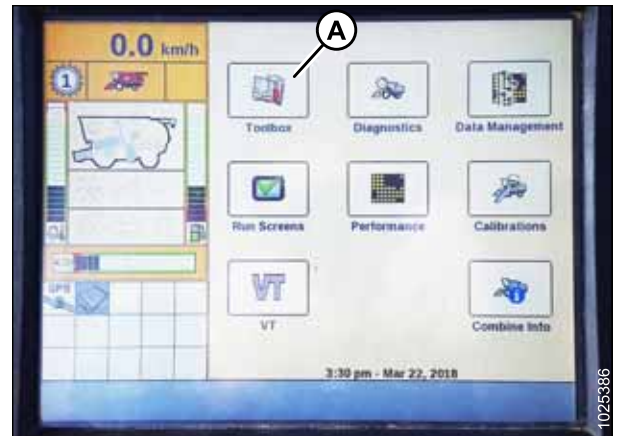 A
0.0 km/h
1
Toolbox
Diagnostics
Data Management
Run Screens
Performance
Calibrations
GPS
VT
VT
Combine Info
3:30 pm - Mar 22, 2018
1025386